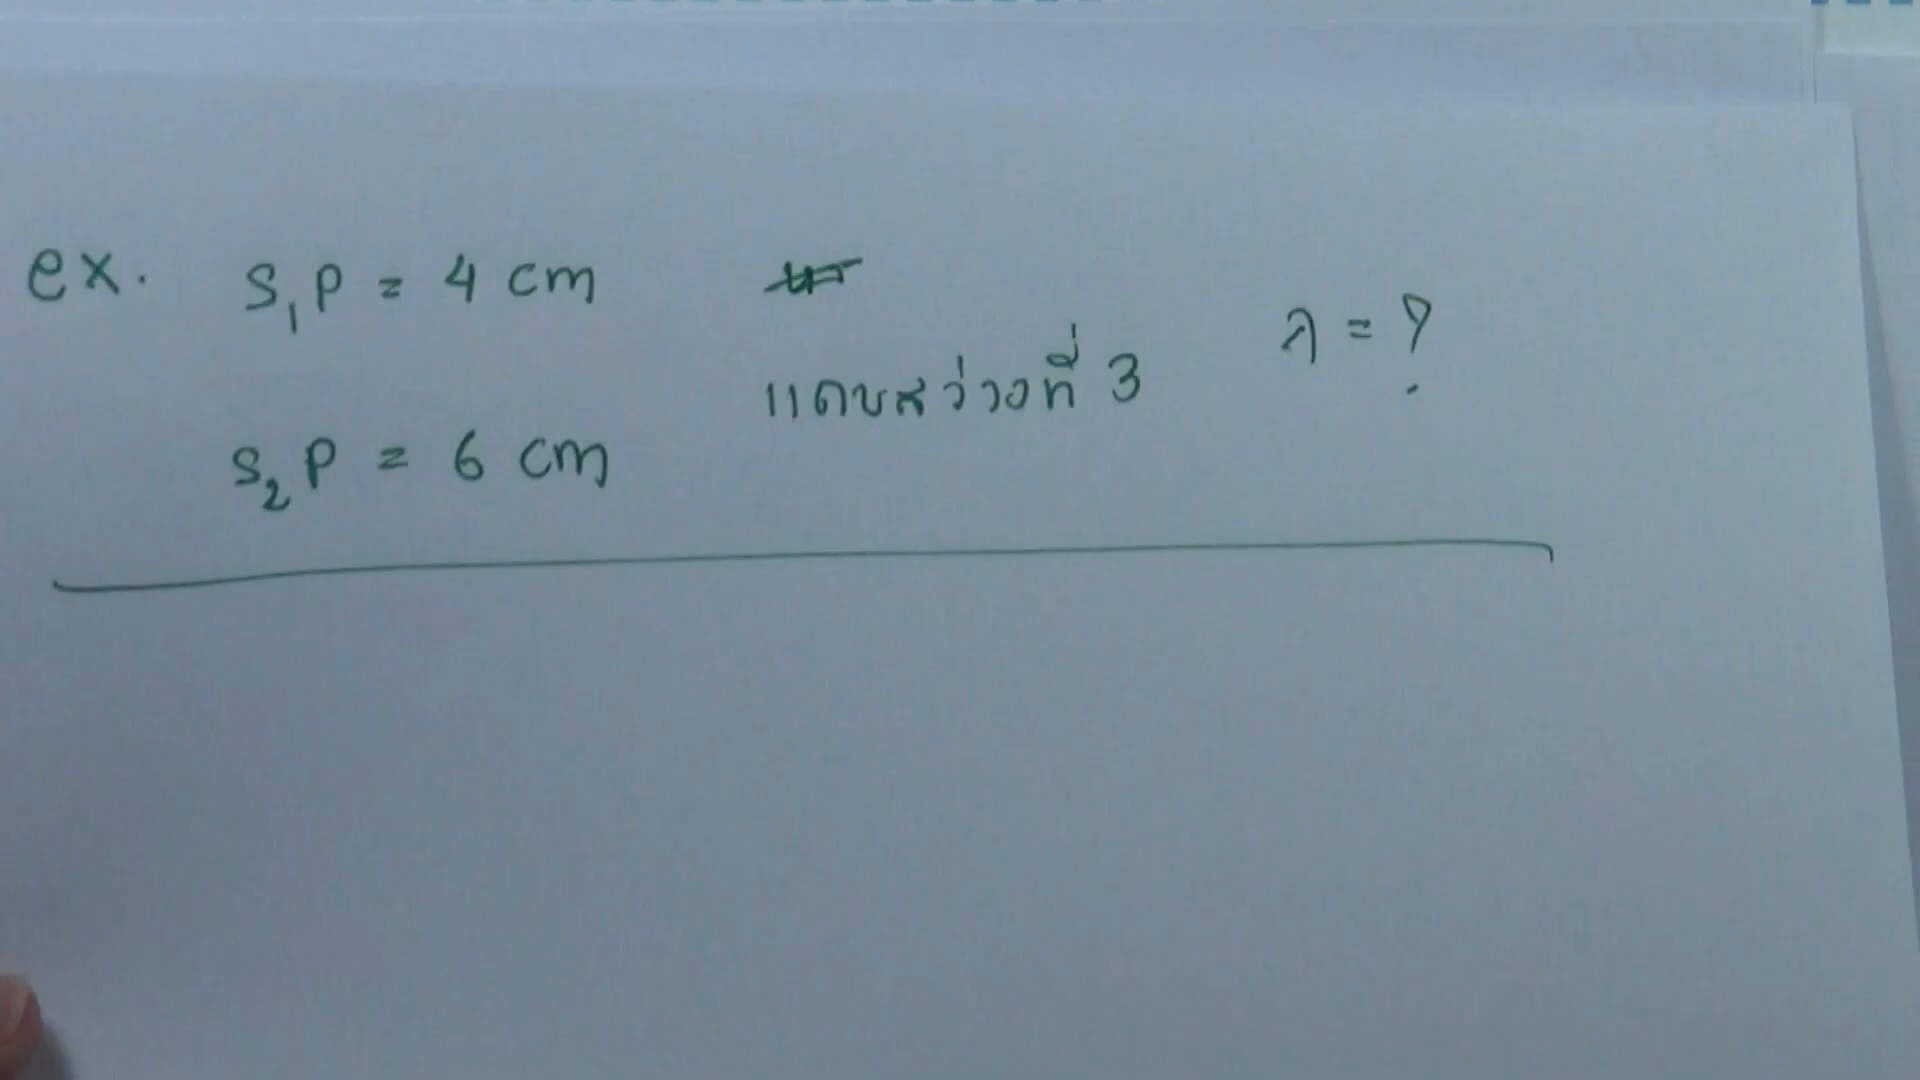 ex. S₁P = 4 cm
แถบสว่างที่ 3 λ = ?
S₂P = 6 cm